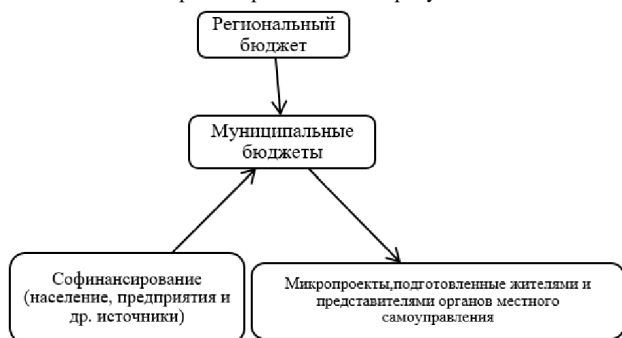 Региональный
бюджет
Муниципальные
бюджеты
Софинансирование
(население, предприятия и
др. источники)
Микропроекты,подготовленные жителями и
представителями органов местного
самоуправления